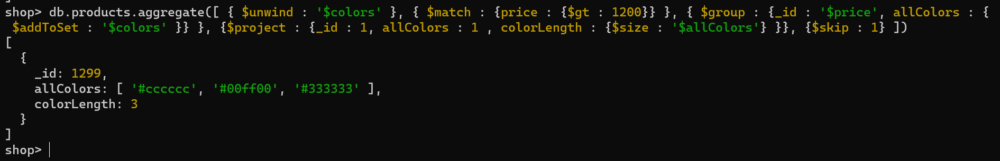 shop> db.products.aggregate([ { $unwind : '$colors' }, { $match : {price : {$gt : 1200}} }, { $group : {_id : '$price', allColors : {
$addToSet : '$colors' }} }, {$project : {_id : 1, allColors : 1 , colorLength : {$size : '$allColors'} }}, {$skip : 1} ])
[
  {
    _id: 1299,
    allColors: [ '#cccccc', '#00ff00', '#333333' ],
    colorLength: 3
  }
]
shop>